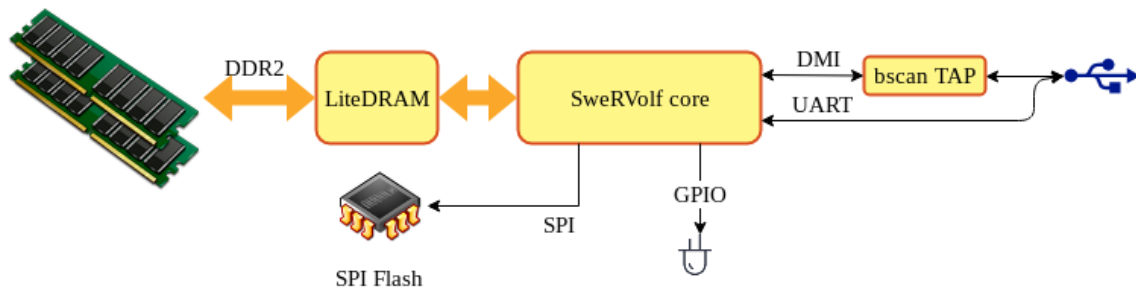 DDR2
LiteDRAM
SweRVolf core
DMI
bscan TAP
UART
GPIO
SPI
SPI Flash